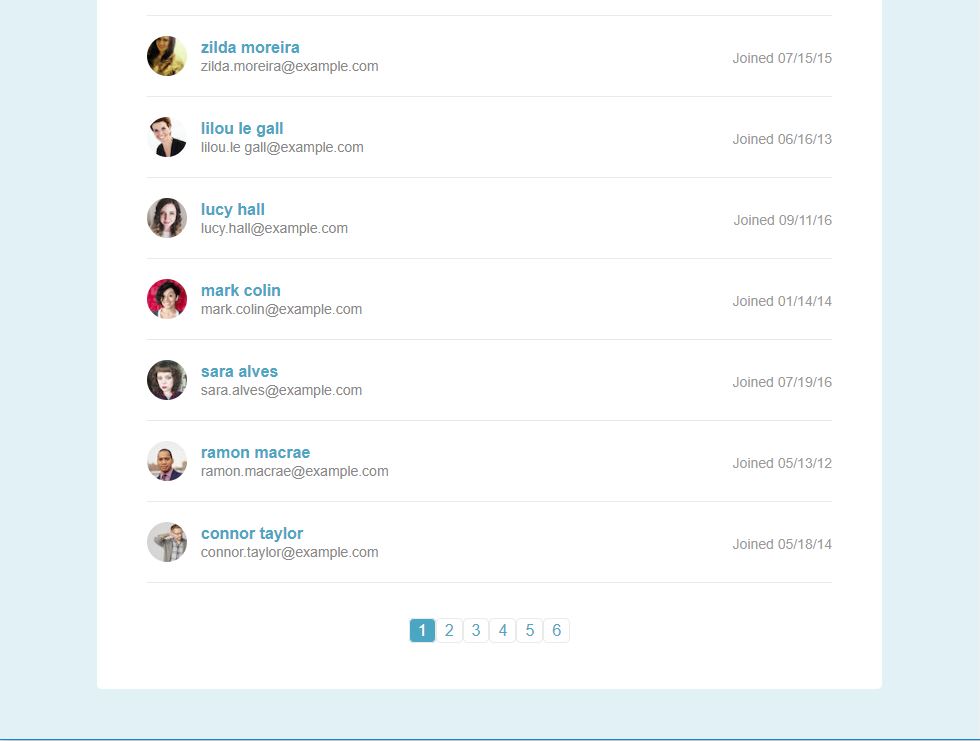 zilda moreira
zilda.moreira@example.com
Joined 07/15/15
lilou le gall
lilou.le gall@example.com
Joined 06/16/13
lucy hall
lucy.hall@example.com
Joined 09/11/16
mark colin
mark.colin@example.com
Joined 01/14/14
sara alves
sara.alves@example.com
Joined 07/19/16
ramon macrae
ramon.macrae@example.com
Joined 05/13/12
connor taylor
connor.taylor@example.com
Joined 05/18/14
1 2 3 4 5 6